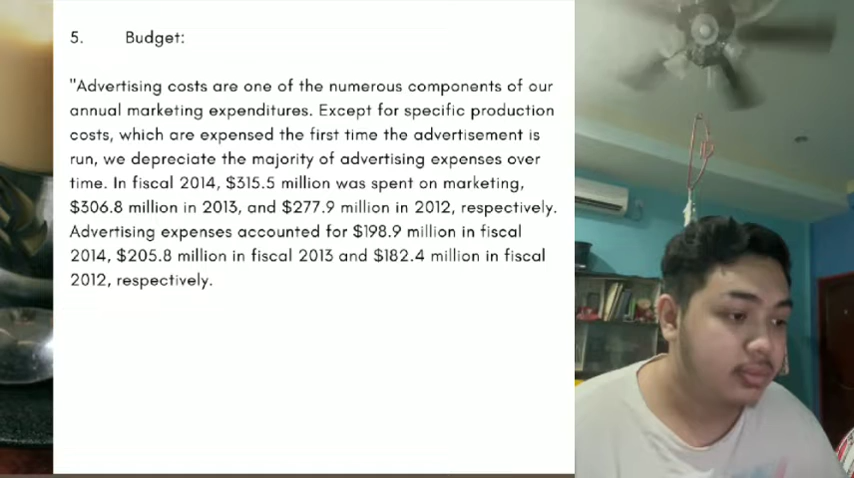 5. Budget:
"Advertising costs are one of the numerous components of our
annual marketing expenditures. Except for specific production
costs, which are expensed the first time the advertisement is
run, we depreciate the majority of advertising expenses over
time. In fiscal 2014, $315.5 million was spent on marketing,
$306.8 million in 2013, and $277.9 million in 2012, respectively.
Advertising expenses accounted for $198.9 million in fiscal
2014, $205.8 million in fiscal 2013 and $182.4 million in fiscal
2012, respectively.